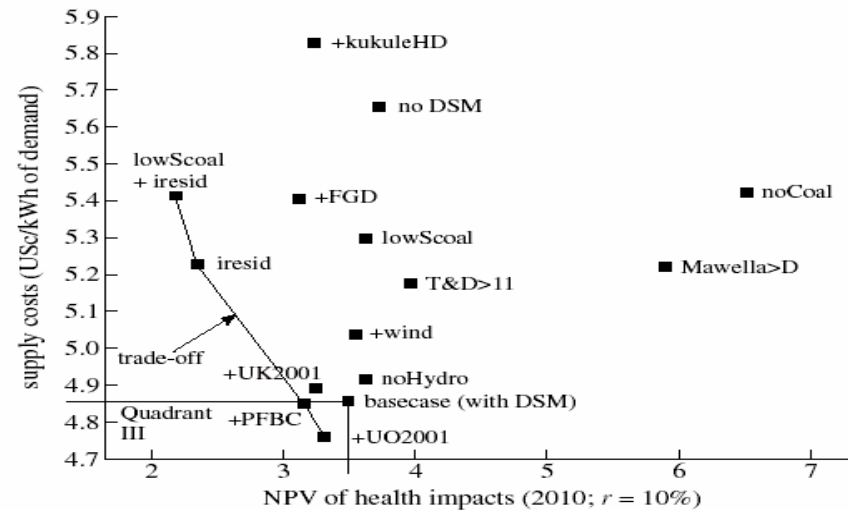 5.9
5.8
5.7
5.6
5.5
5.4
5.3
5.2
5.1
5.0
4.9
4.8
4.7
supply costs (USc/kWh of demand)
+kukuleHD
no DSM
lowScoal
+ iresid
+FGD
noCoal
lowScoal
iresid
Mawella>D
T&D>11
+wind
trade-off
+UK2001
noHydro
basecase (with DSM)
Quadrant
III
+PFBC
+UO2001
2 3 4 5 6 7
NPV of health impacts (2010; r = 10%)